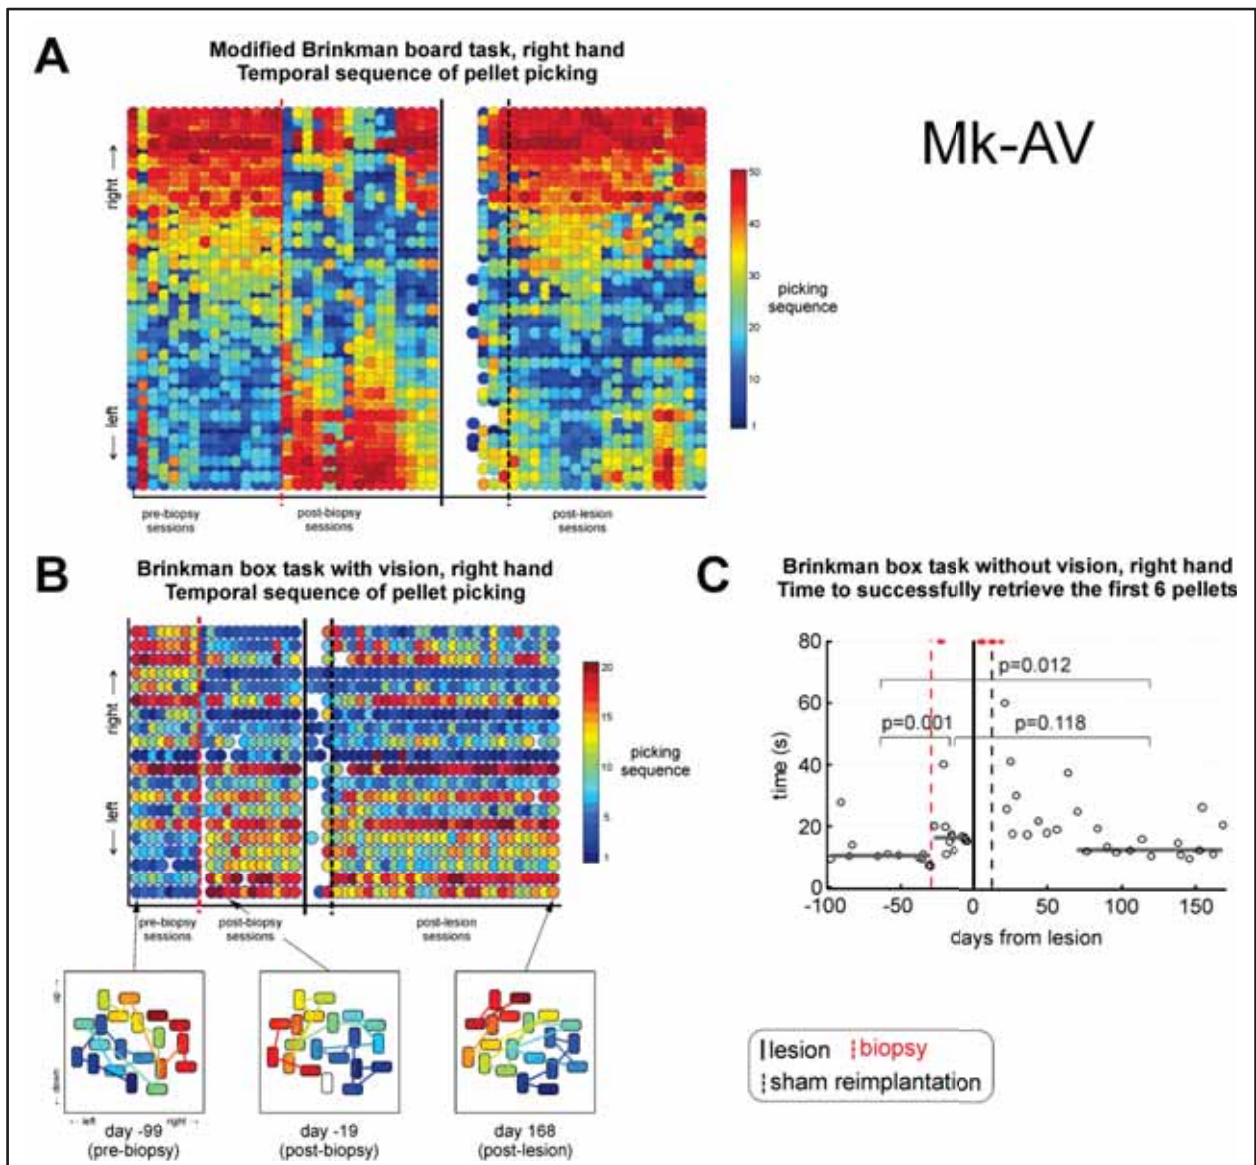 A
Modified Brinkman board task, right hand
Temporal sequence of pellet picking
Mk-AV
right →
← left
50
40
30
20
10
1
picking
sequence
pre-biopsy
sessions
post-biopsy
sessions
post-lesion
sessions
B
Brinkman box task with vision, right hand
Temporal sequence of pellet picking
right →
← left
20
15
10
5
1
picking
sequence
pre-biopsy
sessions
post-biopsy
sessions
post-lesion
sessions
up →
← down
← left right →
day -99
(pre-biopsy)
day -19
(post-biopsy)
day 168
(post-lesion)
C
Brinkman box task without vision, right hand
Time to successfully retrieve the first 6 pellets
80
60
40
20
0
time (s)
p=0.012
p=0.001
p=0.118
-100 -50 0 50 100 150
days from lesion
lesion biopsy
sham reimplantation